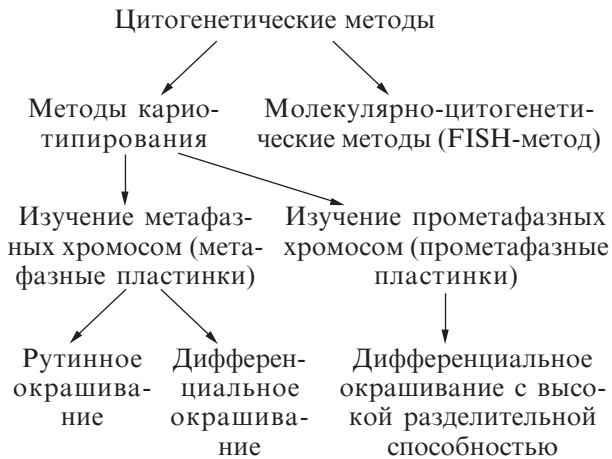 Цитогенетические методы
Методы карио-
типирования
Молекулярно-цитогенети-
ческие методы (FISH-метод)
Изучение метафаз-
ных хромосом (мета-
фазные пластинки)
Изучение прометафазных
хромосом (прометафазные
пластинки)
Рутинное
окрашива-
ние
Дифферен-
циальное
окрашива-
ние
Дифференциальное
окрашивание с высо-
кой разделительной
способностью